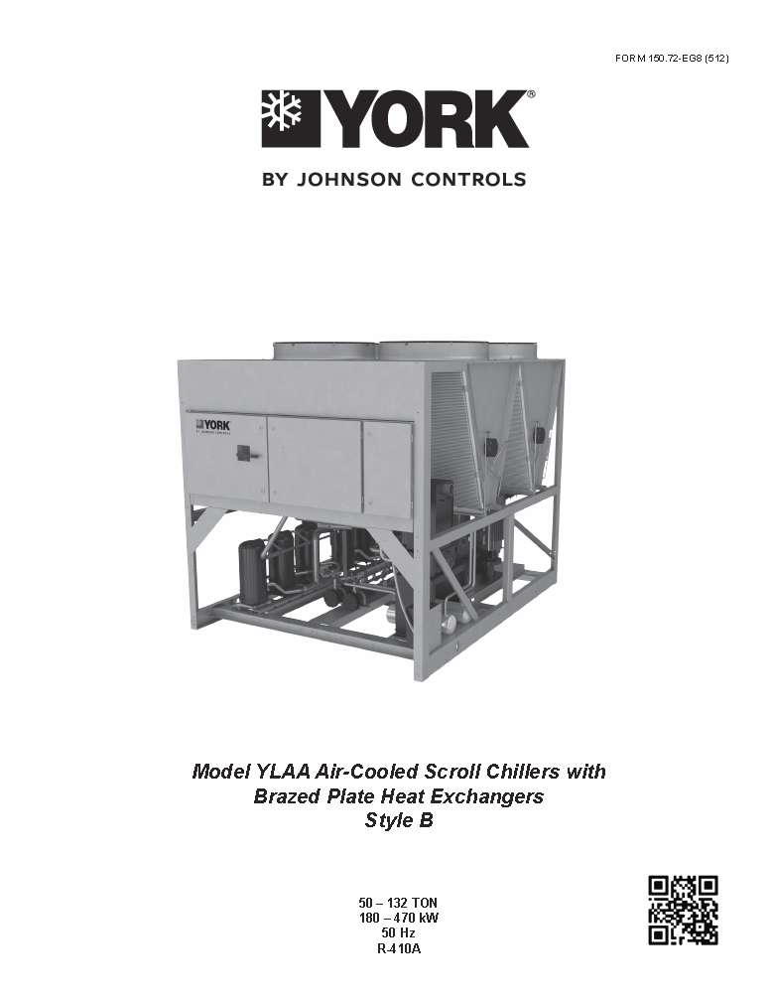 FORM 150.72-EG8 (512)
YORK®
BY JOHNSON CONTROLS
YORK
BY JOHNSON CONTROLS
Model YLAA Air-Cooled Scroll Chillers with
Brazed Plate Heat Exchangers
Style B
50 – 132 TON
180 – 470 kW
50 Hz
R-410A